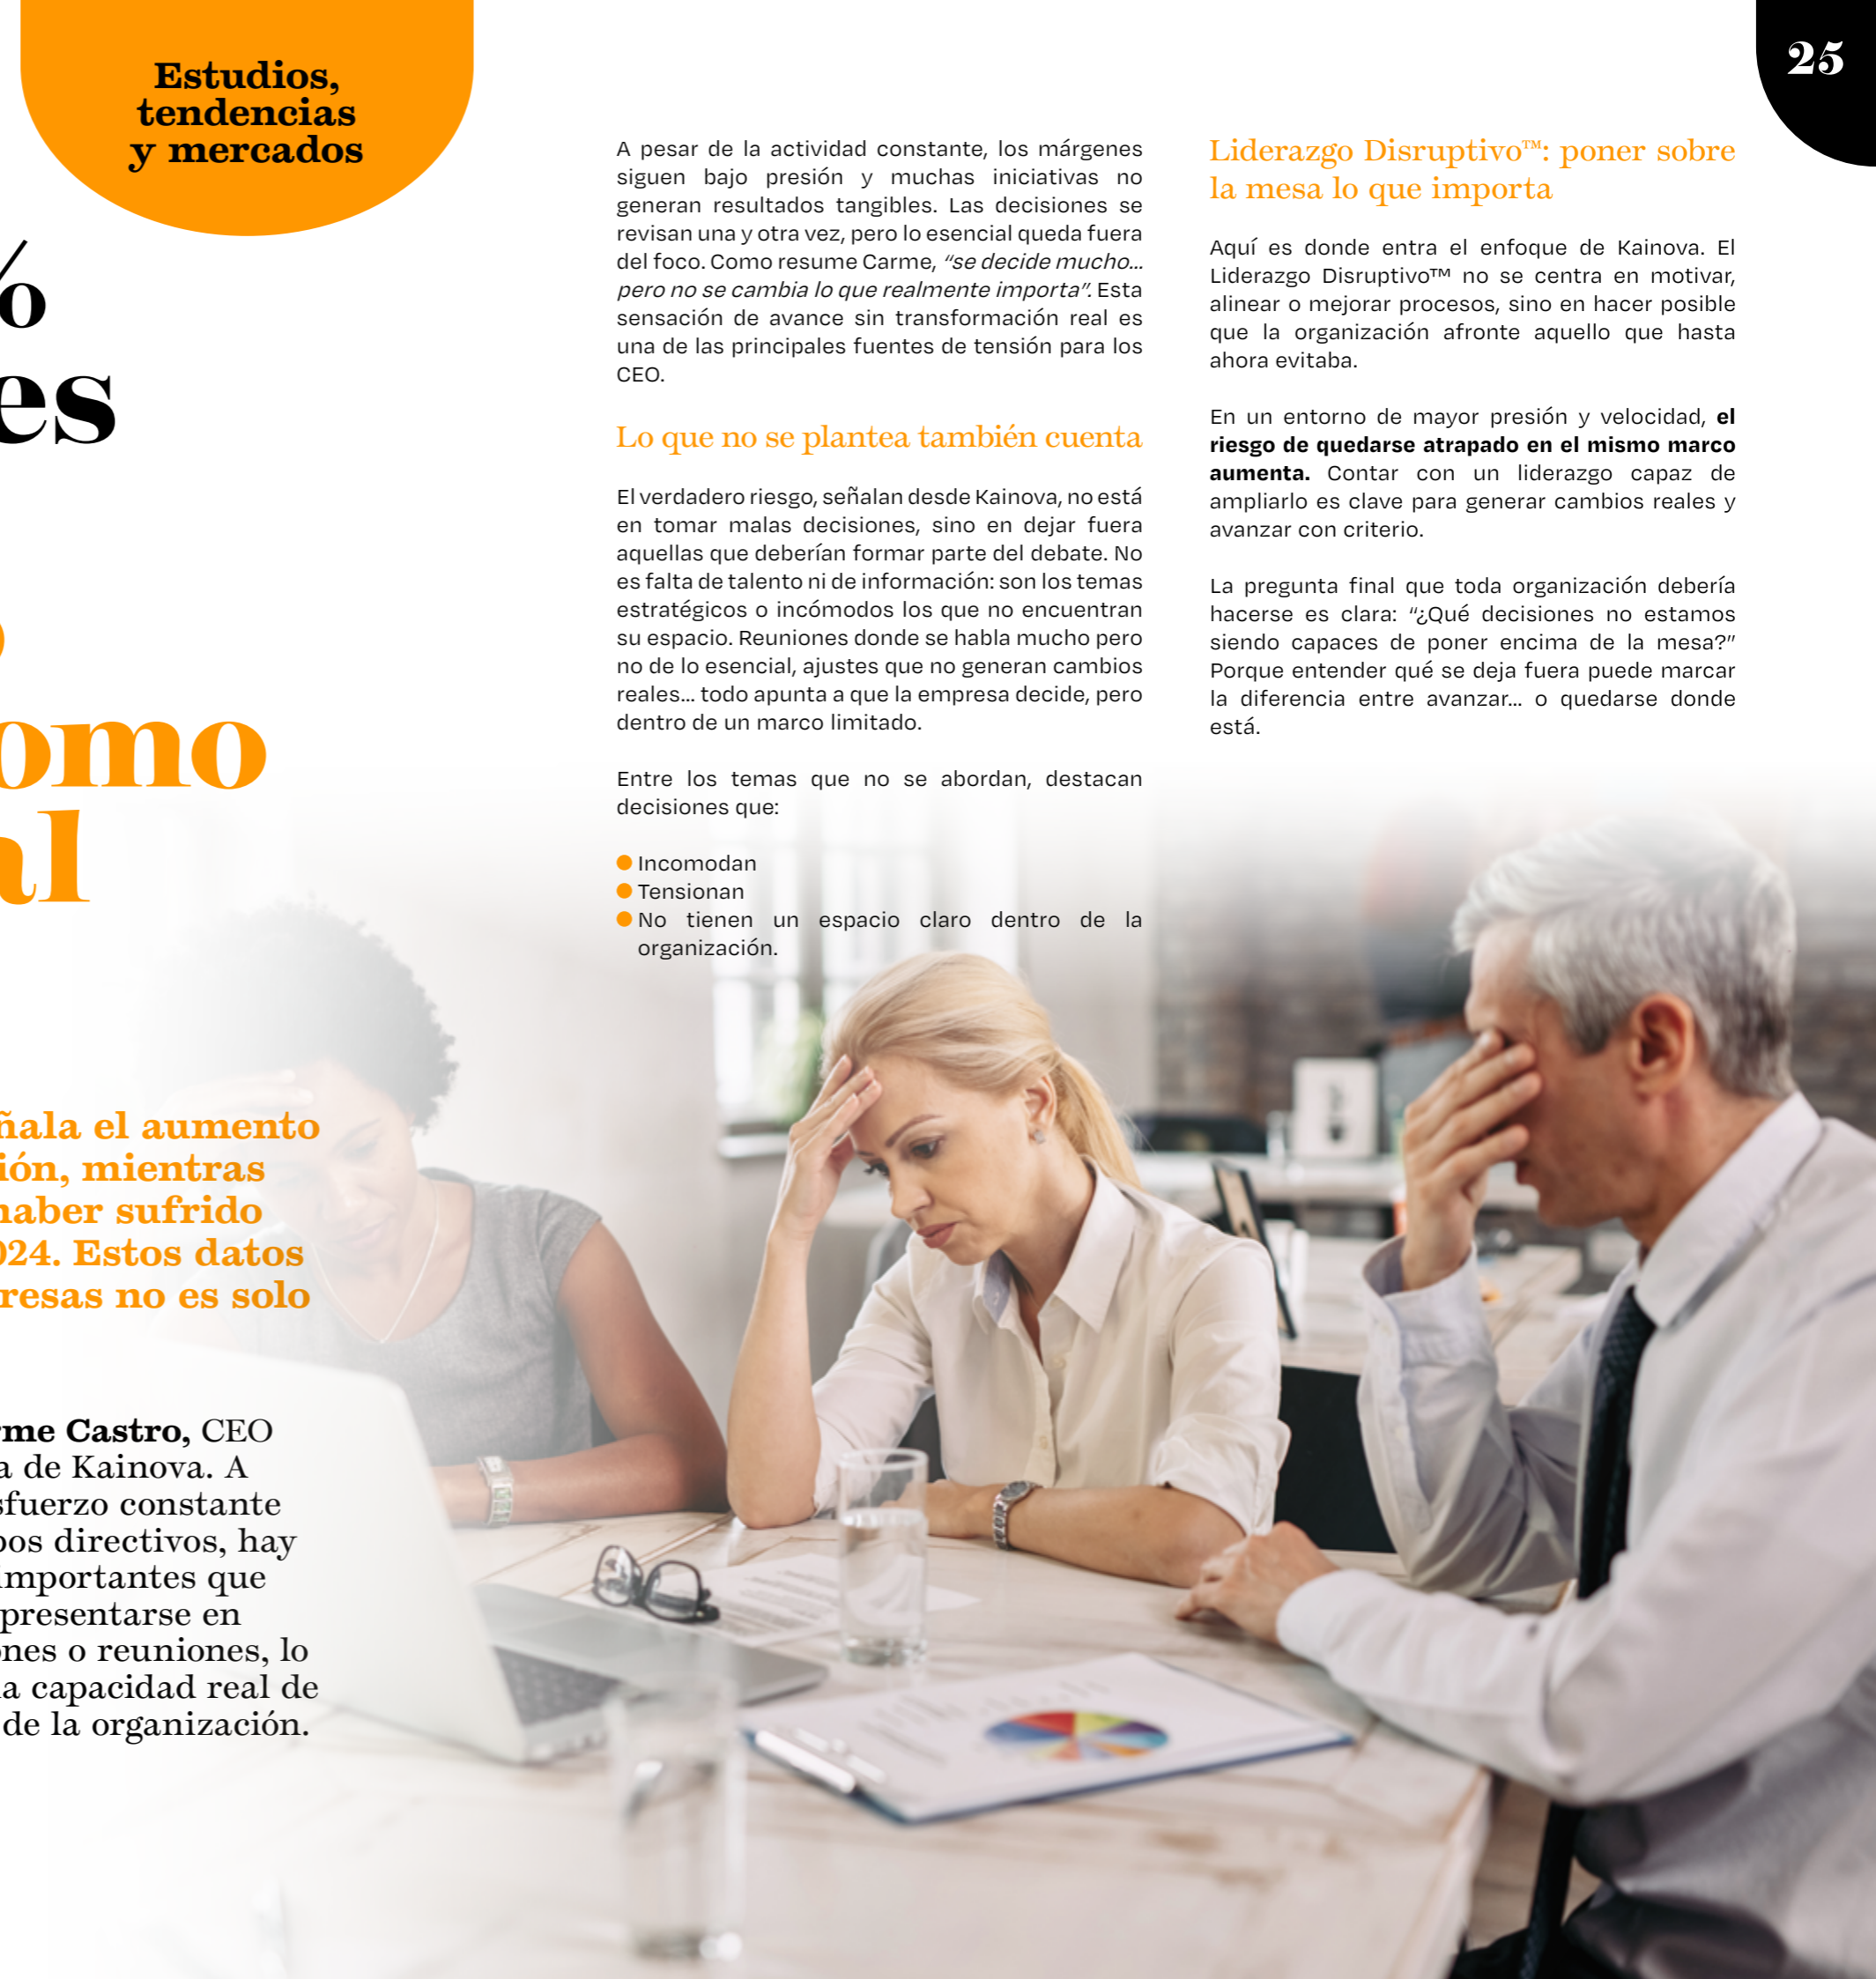 Estudios,
tendencias
y mercados
25
%
es
omo
al
ñala el aumento
ión, mientras
haber sufrido
024. Estos datos
resas no es solo
rme Castro, CEO
a de Kainova. A
sfuerzo constante
pos directivos, hay
importantes que
presentarse en
ones o reuniones, lo
la capacidad real de
de la organización.
A pesar de la actividad constante, los márgenes
siguen bajo presión y muchas iniciativas no
generan resultados tangibles. Las decisiones se
revisan una y otra vez, pero lo esencial queda fuera
del foco. Como resume Carme, “se decide mucho...
pero no se cambia lo que realmente importa”. Esta
sensación de avance sin transformación real es
una de las principales fuentes de tensión para los
CEO.
Lo que no se plantea también cuenta
El verdadero riesgo, señalan desde Kainova, no está
en tomar malas decisiones, sino en dejar fuera
aquellas que deberían formar parte del debate. No
es falta de talento ni de información: son los temas
estratégicos o incómodos los que no encuentran
su espacio. Reuniones donde se habla mucho pero
no de lo esencial, ajustes que no generan cambios
reales... todo apunta a que la empresa decide, pero
dentro de un marco limitado.
Entre los temas que no se abordan, destacan
decisiones que:
● Incomodan
● Tensionan
● No tienen un espacio claro dentro de la
organización.
Liderazgo Disruptivo™: poner sobre
la mesa lo que importa
Aquí es donde entra el enfoque de Kainova. El
Liderazgo Disruptivo™ no se centra en motivar,
alinear o mejorar procesos, sino en hacer posible
que la organización afronte aquello que hasta
ahora evitaba.
En un entorno de mayor presión y velocidad, el
riesgo de quedarse atrapado en el mismo marco
aumenta. Contar con un liderazgo capaz de
ampliarlo es clave para generar cambios reales y
avanzar con criterio.
La pregunta final que toda organización debería
hacerse es clara: “¿Qué decisiones no estamos
siendo capaces de poner encima de la mesa?”
Porque entender qué se deja fuera puede marcar
la diferencia entre avanzar... o quedarse donde
está.